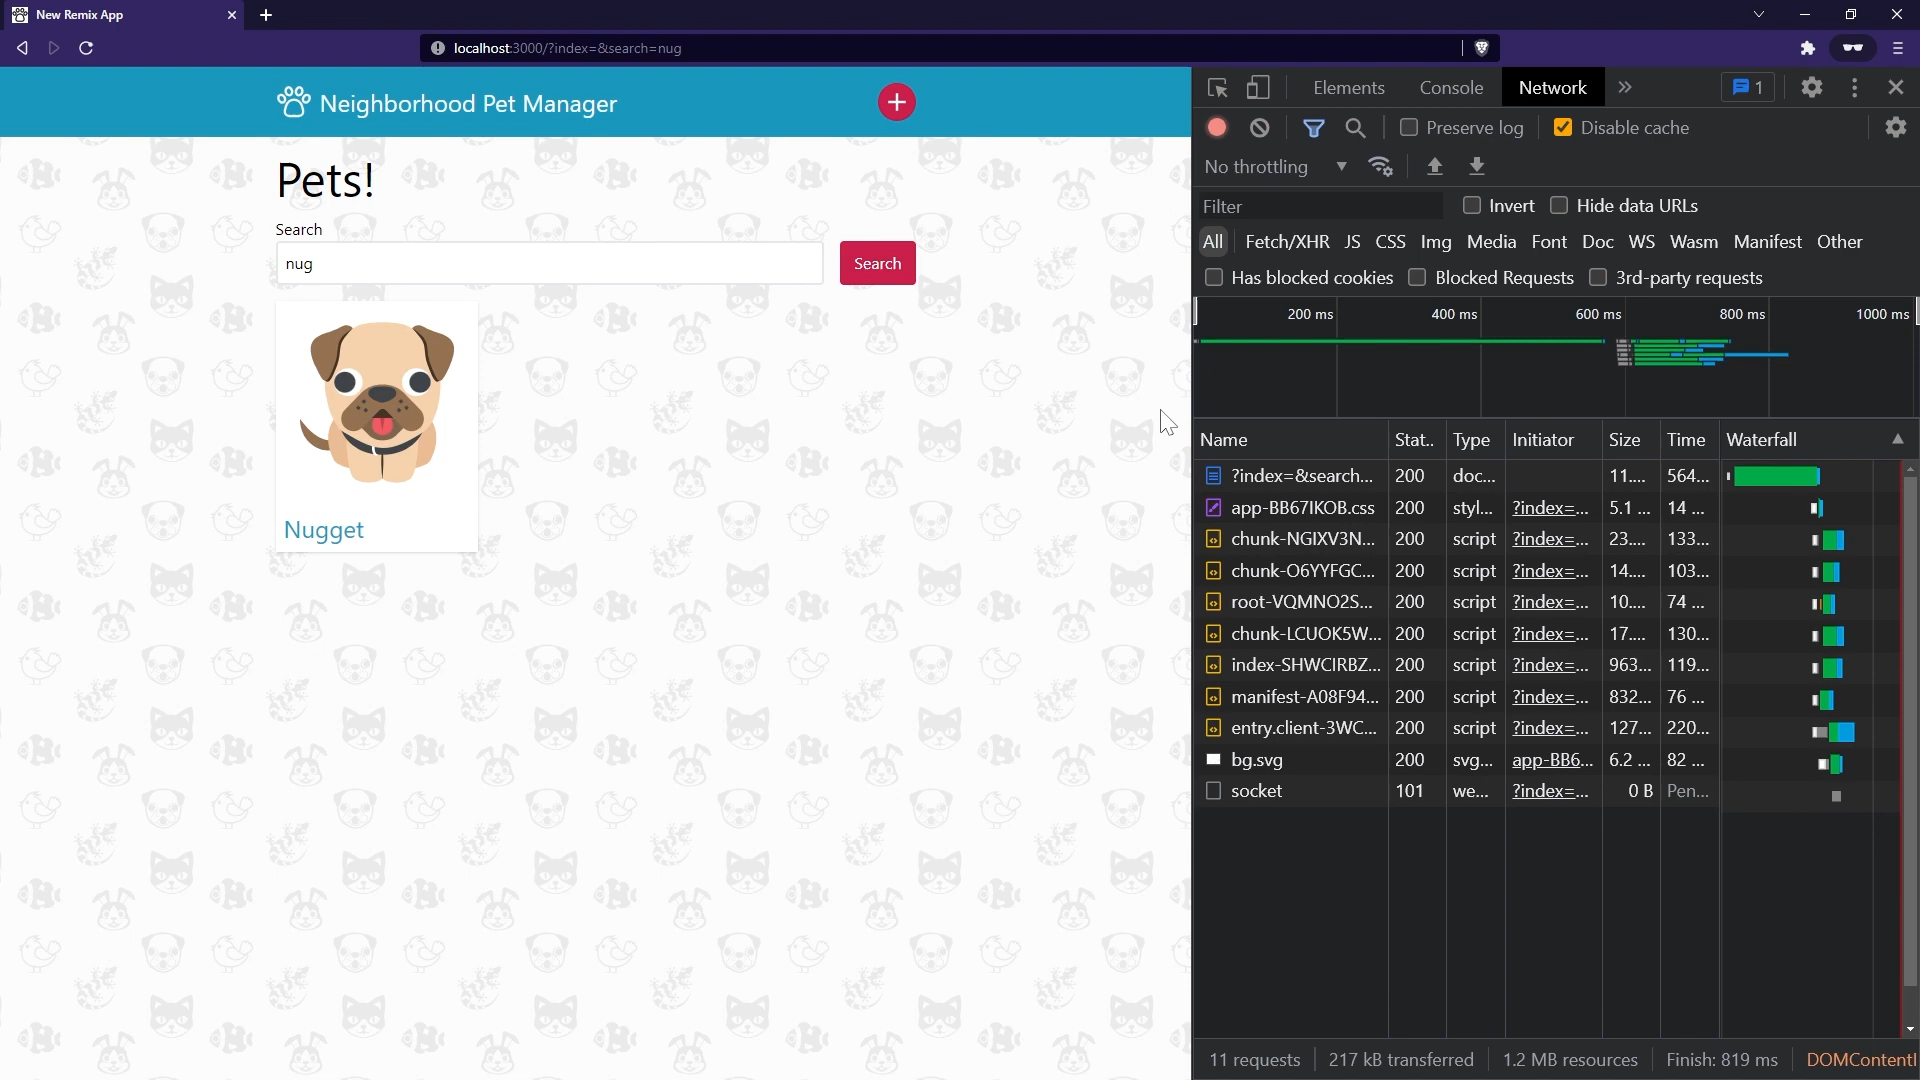 New Remix App
localhost:3000/?index=&search=nug
Neighborhood Pet Manager
Pets!
Search
nug
Search
Nugget
Elements Console Network 1
Preserve log Disable cache
No throttling
Filter Invert Hide data URLs
All Fetch/XHR JS CSS Img Media Font Doc WS Wasm Manifest Other
Has blocked cookies Blocked Requests 3rd-party requests
200 ms 400 ms 600 ms 800 ms 1000 ms
Name Stat.. Type Initiator Size Time Waterfall
?index=&search... 200 doc... 11.... 564...
app-BB67IKOB.css 200 styl... ?index=... 5.1 ... 14 ...
chunk-NGIXV3N... 200 script ?index=... 23.... 133...
chunk-O6YYFGC... 200 script ?index=... 14.... 103...
root-VQMNO2S... 200 script ?index=... 10.... 74 ...
chunk-LCUOK5W... 200 script ?index=... 17.... 130...
index-SHWCIRBZ... 200 script ?index=... 963... 119...
manifest-A08F94... 200 script ?index=... 832... 76 ...
entry.client-3WC... 200 script ?index=... 127... 220...
bg.svg 200 svg... app-BB6... 6.2 ... 82 ...
socket 101 we... ?index=... 0 B Pen...
11 requests 217 kB transferred 1.2 MB resources Finish: 819 ms DOMContentl